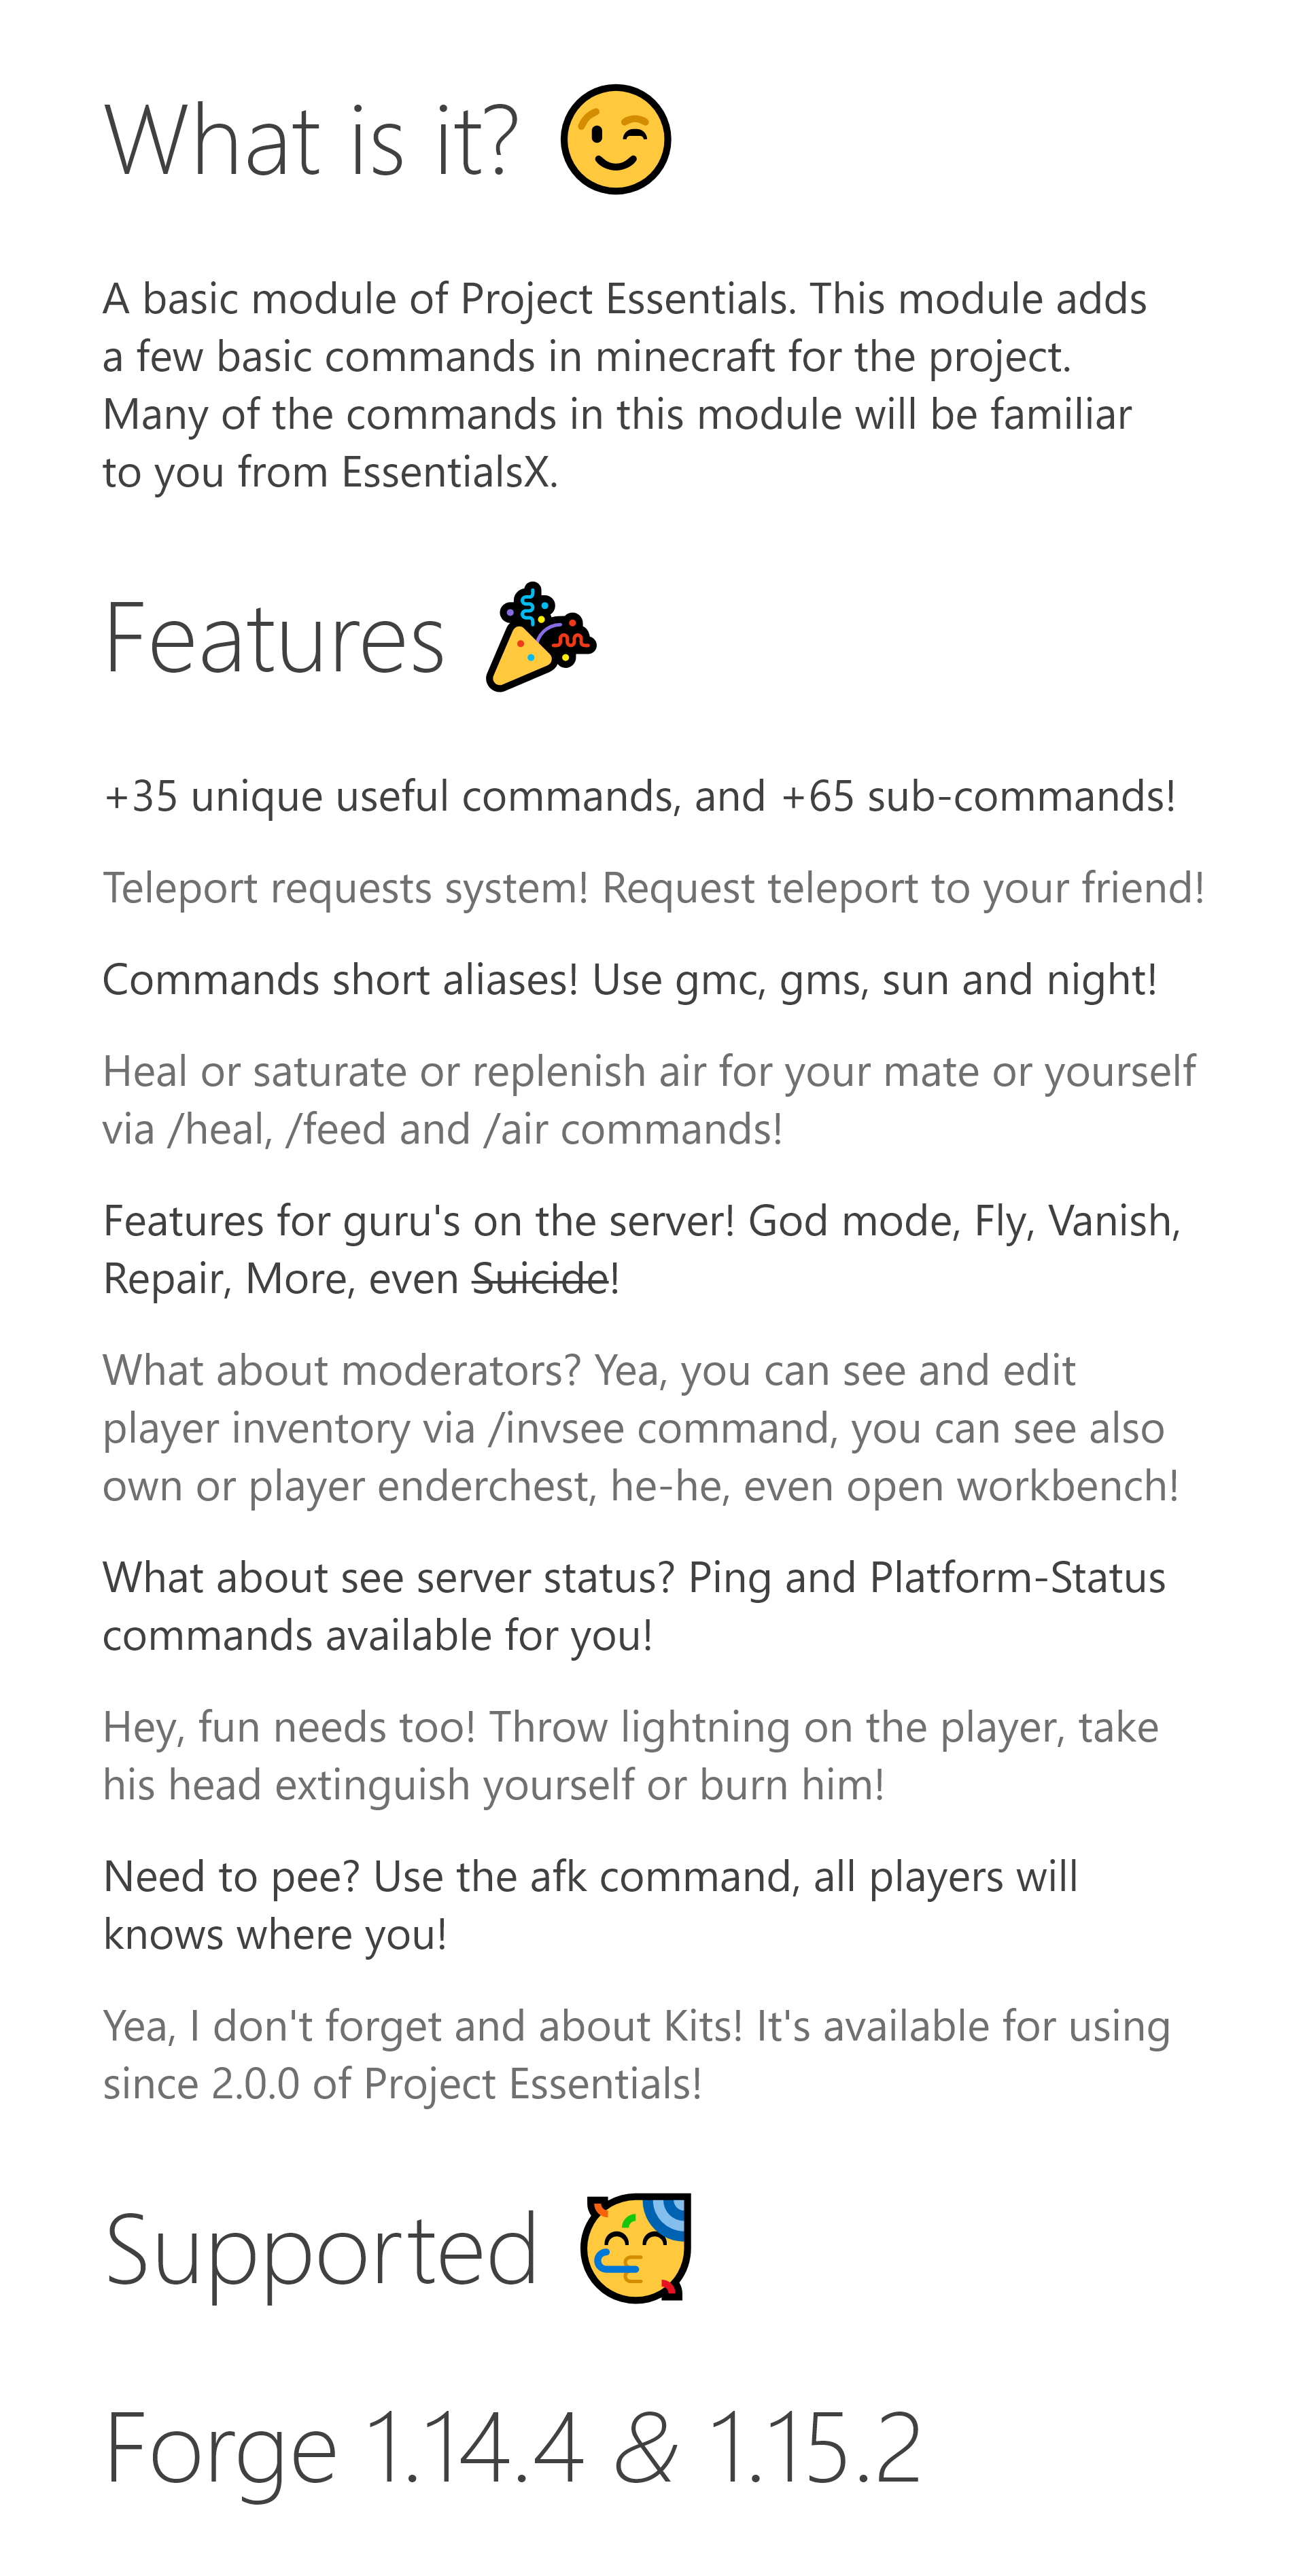 What is it? 😉
A basic module of Project Essentials. This module adds
a few basic commands in minecraft for the project.
Many of the commands in this module will be familiar
to you from EssentialsX.
Features 🎉
+35 unique useful commands, and +65 sub-commands!
Teleport requests system! Request teleport to your friend!
Commands short aliases! Use gmc, gms, sun and night!
Heal or saturate or replenish air for your mate or yourself
via /heal, /feed and /air commands!
Features for guru's on the server! God mode, Fly, Vanish,
Repair, More, even Suicide!
What about moderators? Yea, you can see and edit
player inventory via /invsee command, you can see also
own or player enderchest, he-he, even open workbench!
What about see server status? Ping and Platform-Status
commands available for you!
Hey, fun needs too! Throw lightning on the player, take
his head extinguish yourself or burn him!
Need to pee? Use the afk command, all players will
knows where you!
Yea, I don't forget and about Kits! It's available for using
since 2.0.0 of Project Essentials!
Supported 🥳
Forge 1.14.4 & 1.15.2